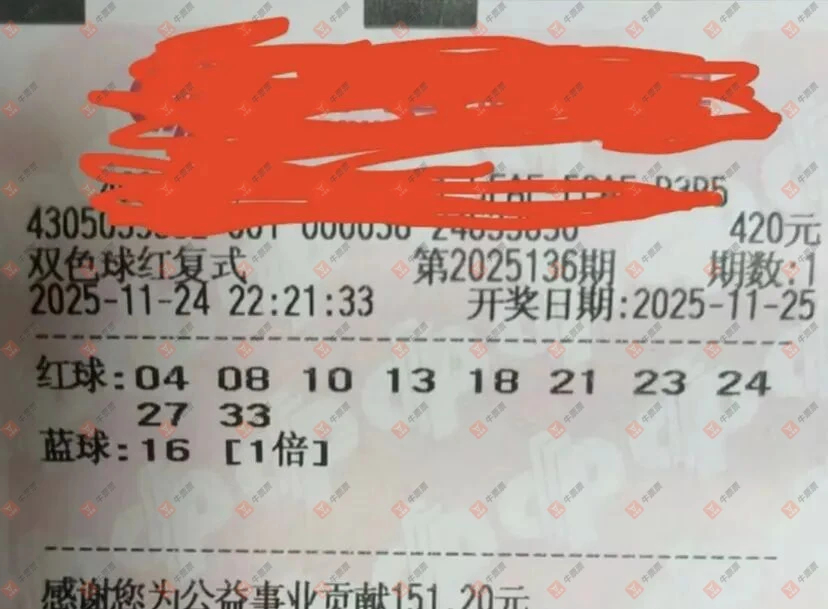 420元
双色球红复式 第2025136期 期数:1
2025-11-24 22:21:33 开奖日期:2025-11-25
红球:04 08 10 13 18 21 23 24
27 33
蓝球:16 [1倍]
感谢您为公益事业贡献151.20元